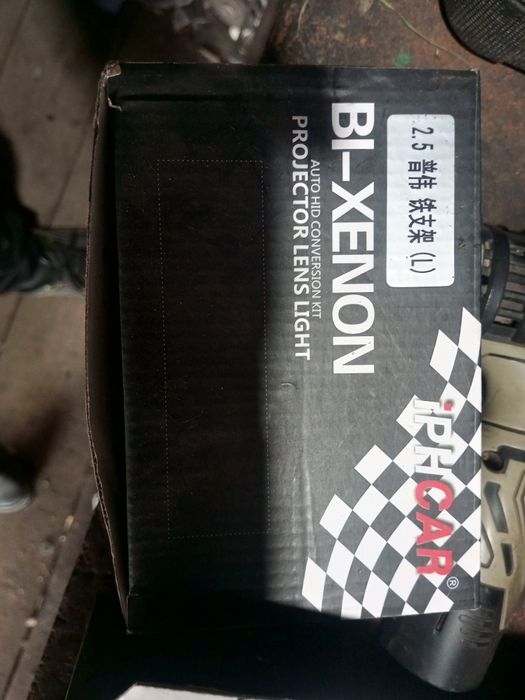 2.5 普伟 铁支架 (L)
BI-XENON
AUTO HID CONVERSION KIT
PROJECTOR LENS LIGHT
iPHCAR®